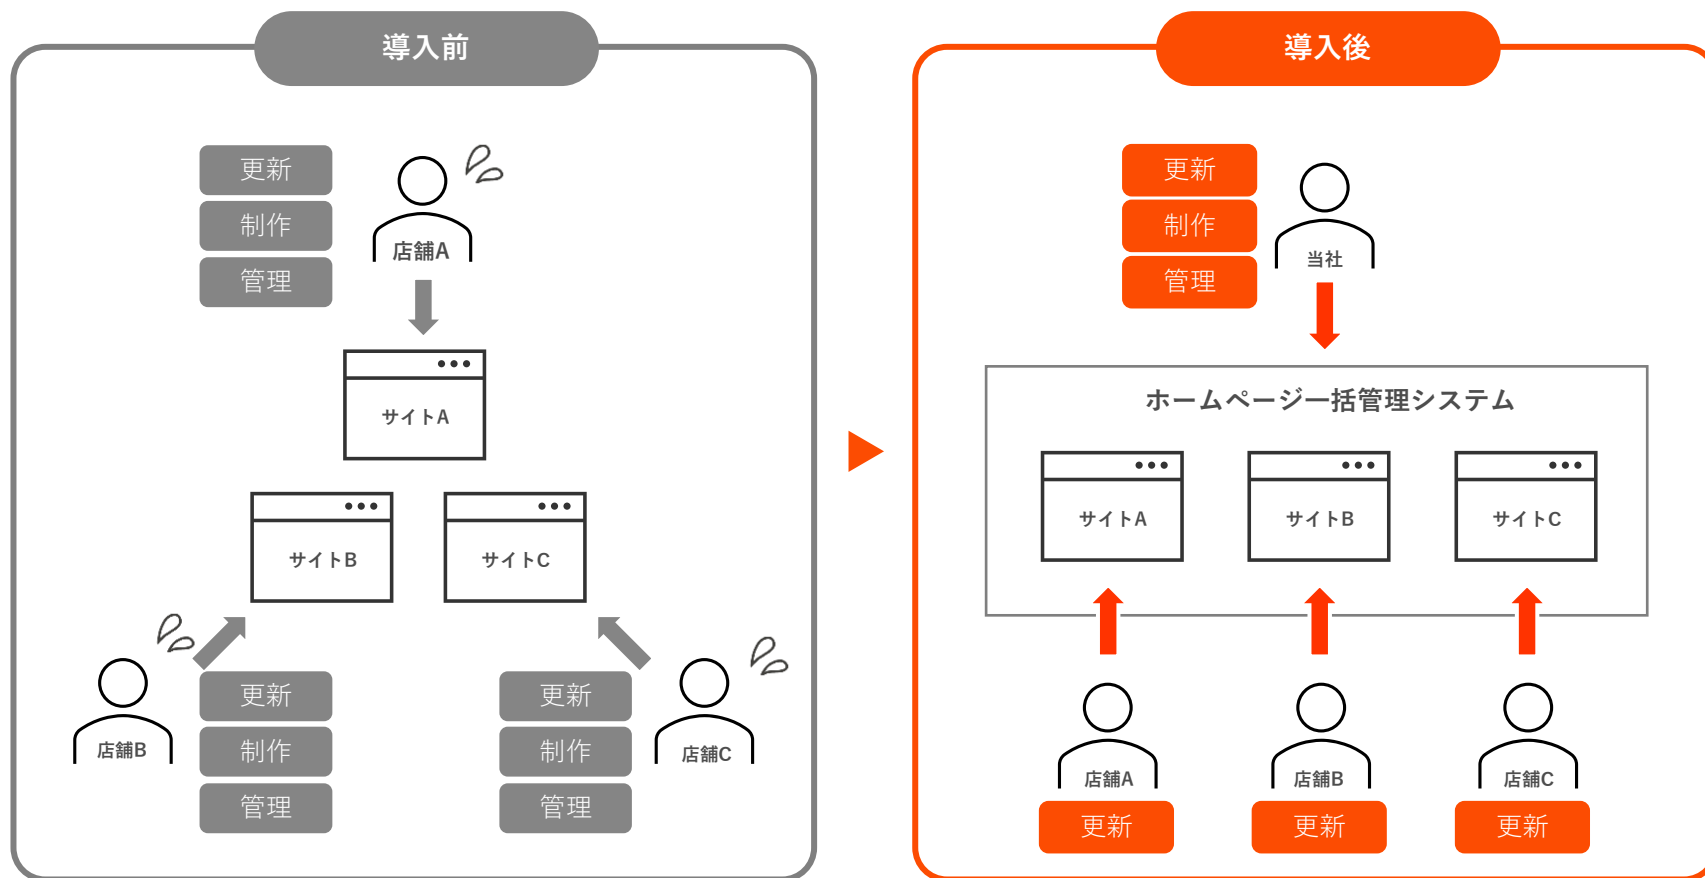 導入前
更新
制作
管理
店舗A
サイトA
サイトB
サイトC
店舗B
更新
制作
管理
更新
制作
管理
店舗C
導入後
更新
制作
管理
当社
ホームページ一括管理システム
サイトA
サイトB
サイトC
店舗A
店舗B
店舗C
更新
更新
更新